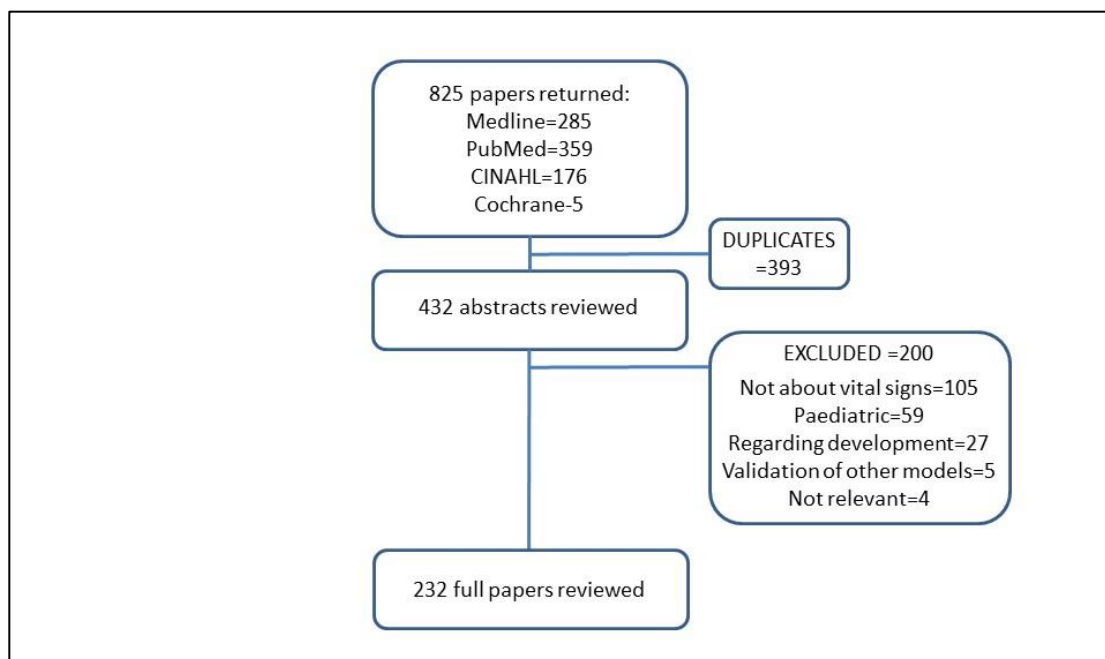 825 papers returned:
Medline=285
PubMed=359
CINAHL=176
Cochrane-5
DUPLICATES
=393
432 abstracts reviewed
EXCLUDED =200
Not about vital signs=105
Paediatric=59
Regarding development=27
Validation of other models=5
Not relevant=4
232 full papers reviewed